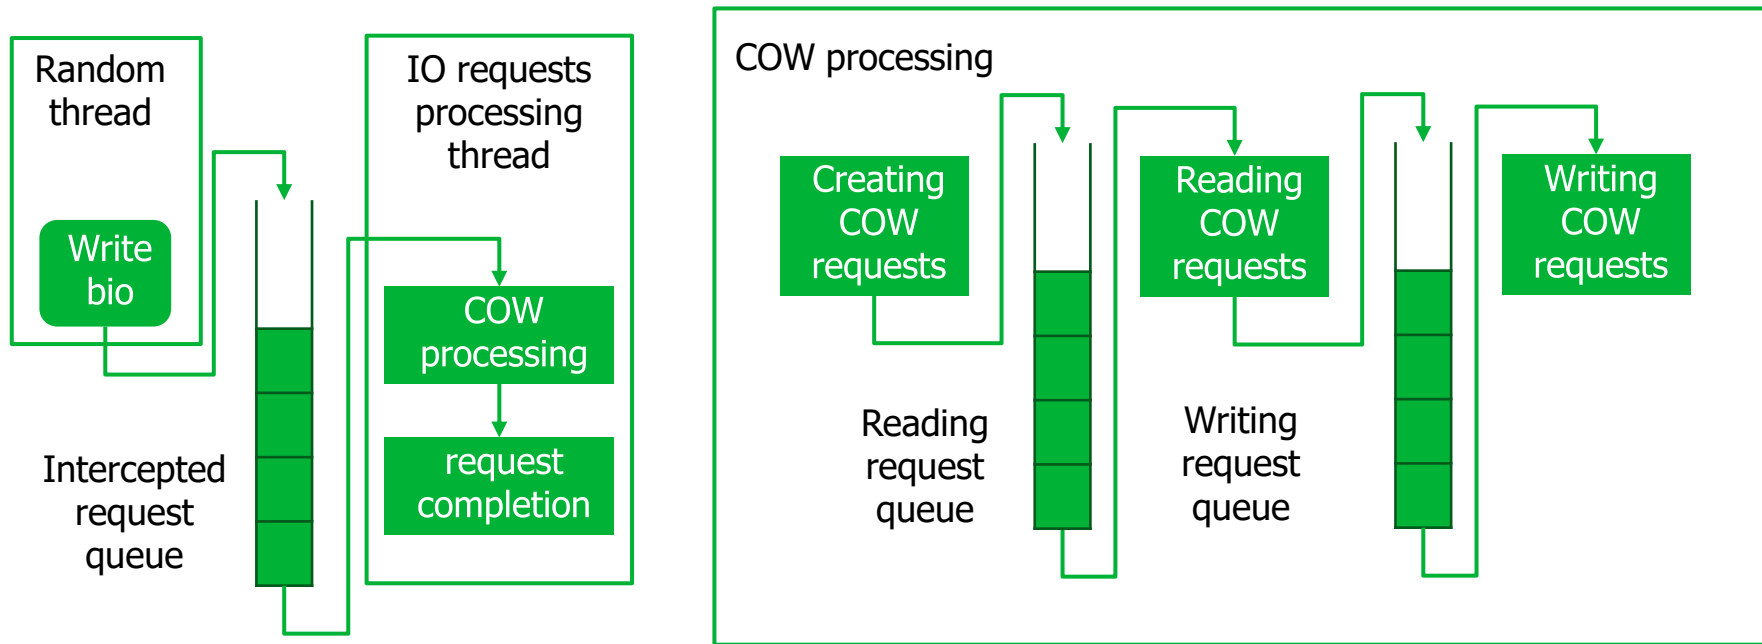 Random
thread
Write
bio
Intercepted
request
queue
IO requests
processing
thread
COW
processing
request
completion
COW processing
Creating
COW
requests
Reading
request
queue
Reading
COW
requests
Writing
request
queue
Writing
COW
requests